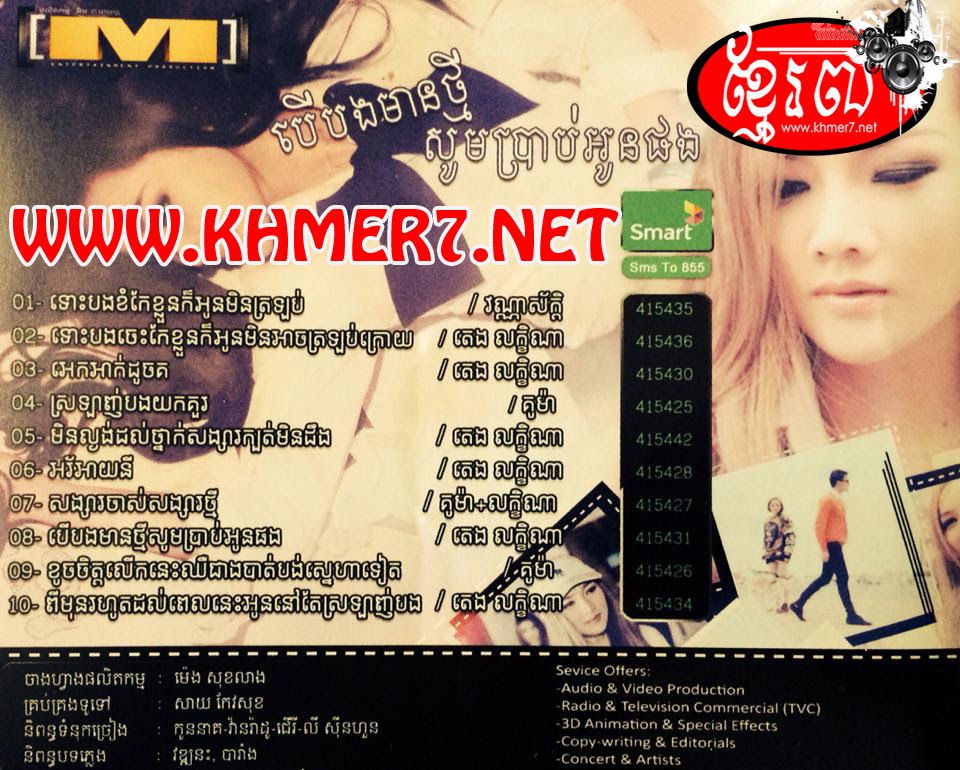 [M]
ENTERTAINMENT PRODUCTION
ខ្មែរ៧
www.khmer7.net
បើបងមានថ្មី
សូមប្រាប់អូនផង
WWW.KHMER7.NET
Smart
Sms To 855
01- ទោះបងខំកែខ្លួនក៏អូនមិនត្រឡប់ / វណ្ណាស័ក្តិ 415435
02- ទោះបងចេះកែខ្លួនក៏អូនមិនអាចត្រឡប់ក្រោយ / តេង លក្ខិណា 415436
03- អេកអាក់ដូចគ / តេង លក្ខិណា 415430
04- ស្រឡាញ់បងយកគួរ / គូម៉ា 415425
05- មិនល្ងង់ដល់ថ្នាក់សង្សារក្បត់មិនដឹង / តេង លក្ខិណា 415442
06- អរ័អាយនី / តេង លក្ខិណា 415428
07- សង្សារចាស់សង្សារថ្មី / គូម៉ា+លក្ខិណា 415427
08- បើបងមានថ្មីសូមប្រាប់អូនផង / តេង លក្ខិណា 415431
09- ខូចចិត្តលើកនេះឈឺជាងបាត់បង់ស្នេហាទៀត / គូម៉ា 415426
10- ពីមុនរហូតដល់ពេលនេះអូននៅតែស្រឡាញ់បង / តេង លក្ខិណា 415434
ចាងហ្វាងផលិតកម្ម : ម៉េង សុខលាង
គ្រប់គ្រងទូទៅ : សាយ កែវសុខ
និពន្ធទំនុកច្រៀង : កូននាគ-វ៉ានរ៉ាដូ-ជើរី-លី ស៊ីនហួន
និពន្ធបទភ្លេង : វឌ្ឍនះ, បារាំង
Sevice Offers:
-Audio & Video Production
-Radio & Television Commercial (TVC)
-3D Animation & Special Effects
-Copy-writing & Editorials
-Concert & Artists